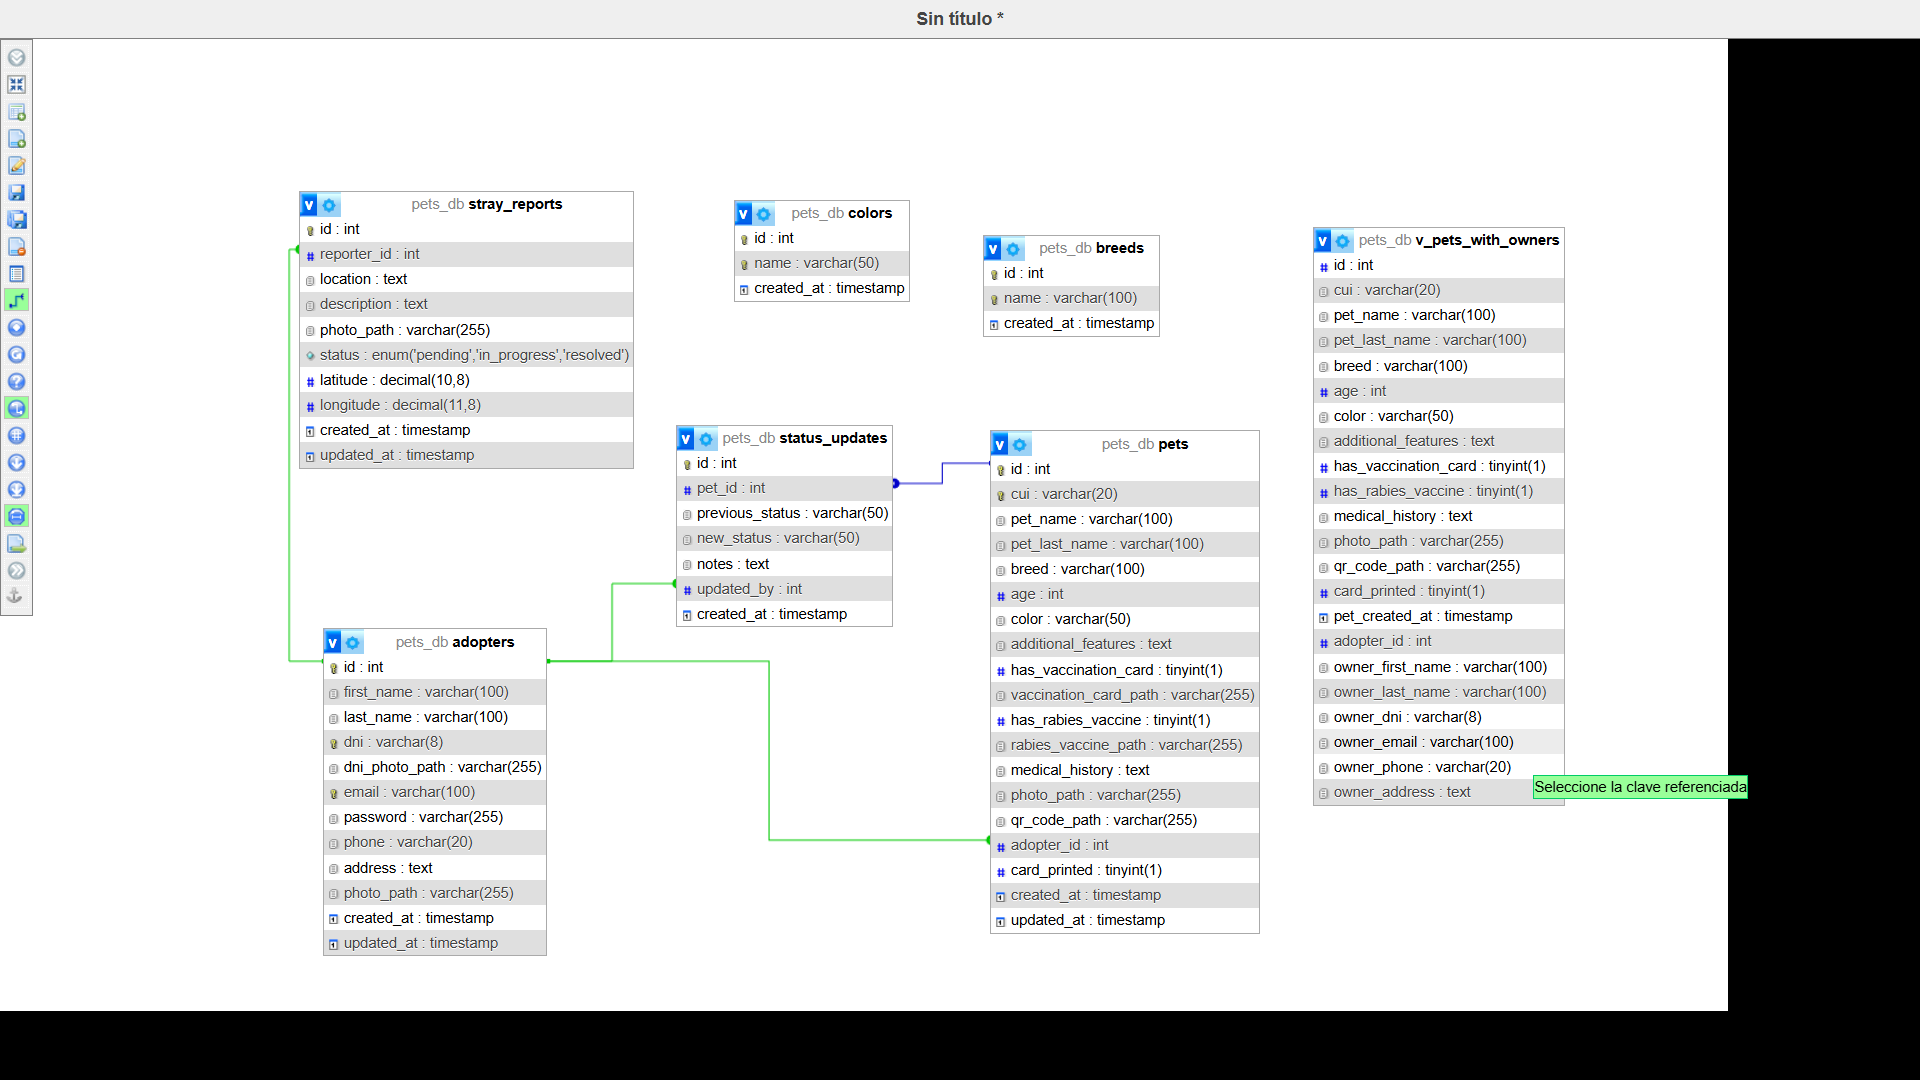 Sin título *
pets_db stray_reports
id : int
reporter_id : int
location : text
description : text
photo_path : varchar(255)
status : enum('pending','in_progress','resolved')
latitude : decimal(10,8)
longitude : decimal(11,8)
created_at : timestamp
updated_at : timestamp
pets_db colors
id : int
name : varchar(50)
created_at : timestamp
pets_db breeds
id : int
name : varchar(100)
created_at : timestamp
pets_db v_pets_with_owners
id : int
cui : varchar(20)
pet_name : varchar(100)
pet_last_name : varchar(100)
breed : varchar(100)
age : int
color : varchar(50)
additional_features : text
has_vaccination_card : tinyint(1)
has_rabies_vaccine : tinyint(1)
medical_history : text
photo_path : varchar(255)
qr_code_path : varchar(255)
card_printed : tinyint(1)
pet_created_at : timestamp
adopter_id : int
owner_first_name : varchar(100)
owner_last_name : varchar(100)
owner_dni : varchar(8)
owner_email : varchar(100)
owner_phone : varchar(20)
owner_address : text
Seleccione la clave referenciada
pets_db status_updates
id : int
pet_id : int
previous_status : varchar(50)
new_status : varchar(50)
notes : text
updated_by : int
created_at : timestamp
pets_db pets
id : int
cui : varchar(20)
pet_name : varchar(100)
pet_last_name : varchar(100)
breed : varchar(100)
age : int
color : varchar(50)
additional_features : text
has_vaccination_card : tinyint(1)
vaccination_card_path : varchar(255)
has_rabies_vaccine : tinyint(1)
rabies_vaccine_path : varchar(255)
medical_history : text
photo_path : varchar(255)
qr_code_path : varchar(255)
adopter_id : int
card_printed : tinyint(1)
created_at : timestamp
updated_at : timestamp
pets_db adopters
id : int
first_name : varchar(100)
last_name : varchar(100)
dni : varchar(8)
dni_photo_path : varchar(255)
email : varchar(100)
password : varchar(255)
phone : varchar(20)
address : text
photo_path : varchar(255)
created_at : timestamp
updated_at : timestamp